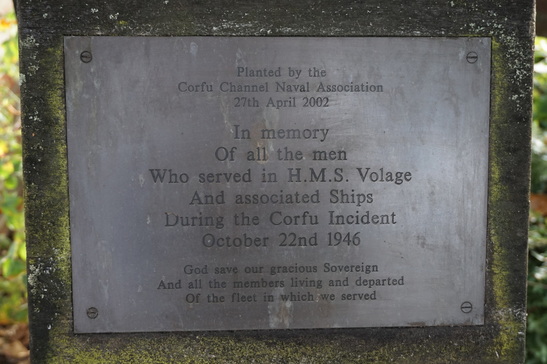 Planted by the
Corfu Channel Naval Association
27th April 2002
In memory
Of all the men
Who served in H.M.S. Volage
And associated Ships
During the Corfu Incident
October 22nd 1946
God save our gracious Sovereign
And all the members living and departed
Of the fleet in which we served